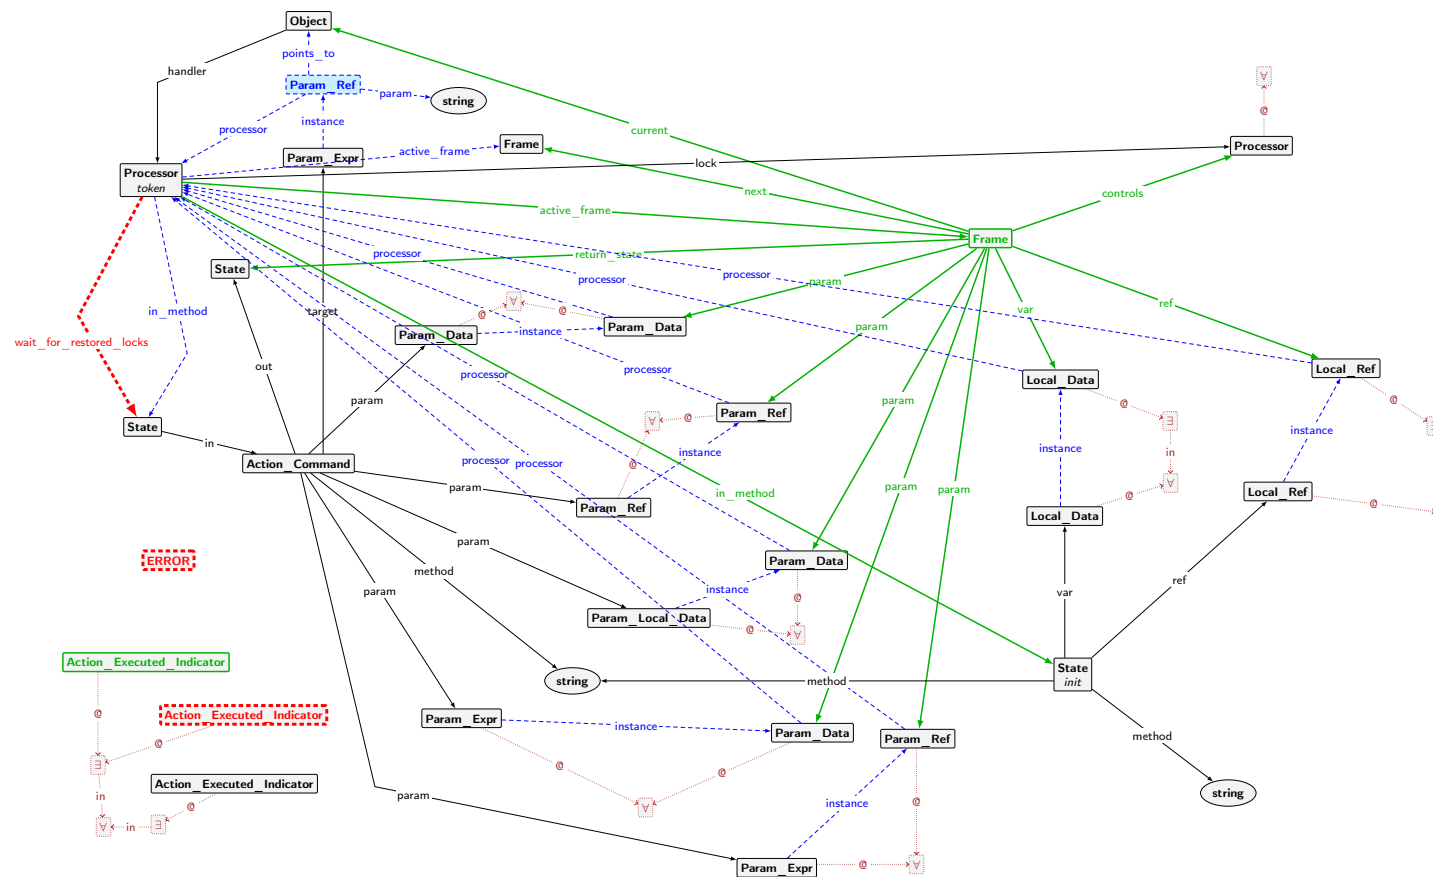 Object
handler
points_to
Param_Ref
param
string
∀
@
processor
instance
current
Processor
token
active_frame
Param_Expr
Frame
lock
Processor
next
controls
active_frame
Frame
return_state
State
processor
processor
processor
param
ref
in_method
target
@
∀
@
var
wait_for_restored_locks
Param_Data
instance
Param_Data
param
out
processor
Local_Data
Local_Ref
processor
param
param
Param_Ref
@
@
State
∀
@
∃
in
instance
instance
in
Action_Command
@
instance
processor
processor
param
Param_Ref
in_method
param
param
∀
@
Local_Ref
@
Local_Data
param
ERROR
method
Param_Data
param
instance
@
var
ref
Param_Local_Data
@
∀
Action_Executed_Indicator
string
method
State
init
@
Action_Executed_Indicator
Param_Expr
instance
Param_Data
Param_Ref
method
@
∃
@
@
Action_Executed_Indicator
in
param
∀
instance
@
string
@
∀
in
∃
Param_Expr
@
∀